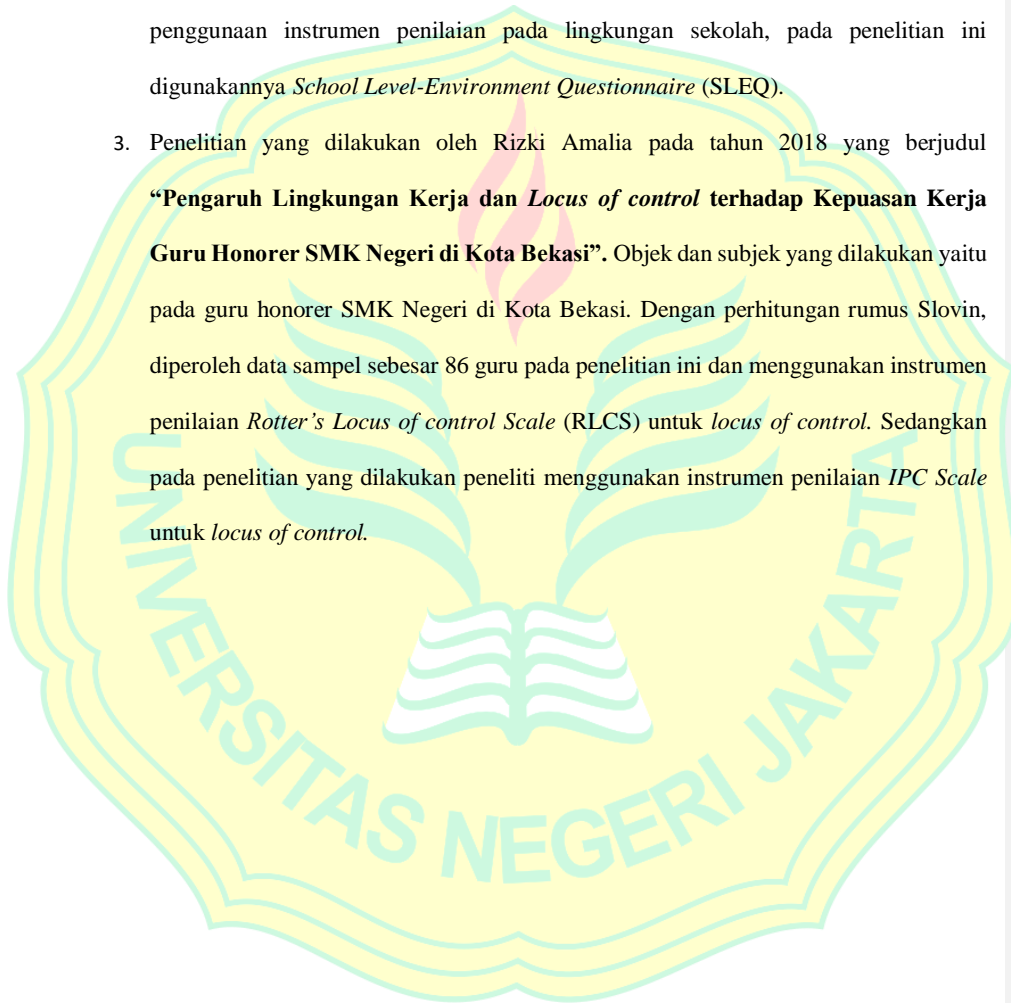 penggunaan instrumen penilaian pada lingkungan sekolah, pada penelitian ini
digunakannya School Level-Environment Questionnaire (SLEQ).
3. Penelitian yang dilakukan oleh Rizki Amalia pada tahun 2018 yang berjudul
“Pengaruh Lingkungan Kerja dan Locus of control terhadap Kepuasan Kerja
Guru Honorer SMK Negeri di Kota Bekasi”. Objek dan subjek yang dilakukan yaitu
pada guru honorer SMK Negeri di Kota Bekasi. Dengan perhitungan rumus Slovin,
diperoleh data sampel sebesar 86 guru pada penelitian ini dan menggunakan instrumen
penilaian Rotter’s Locus of control Scale (RLCS) untuk locus of control. Sedangkan
pada penelitian yang dilakukan peneliti menggunakan instrumen penilaian IPC Scale
untuk locus of control.
UNIVERSITAS NEGERI JAKARTA